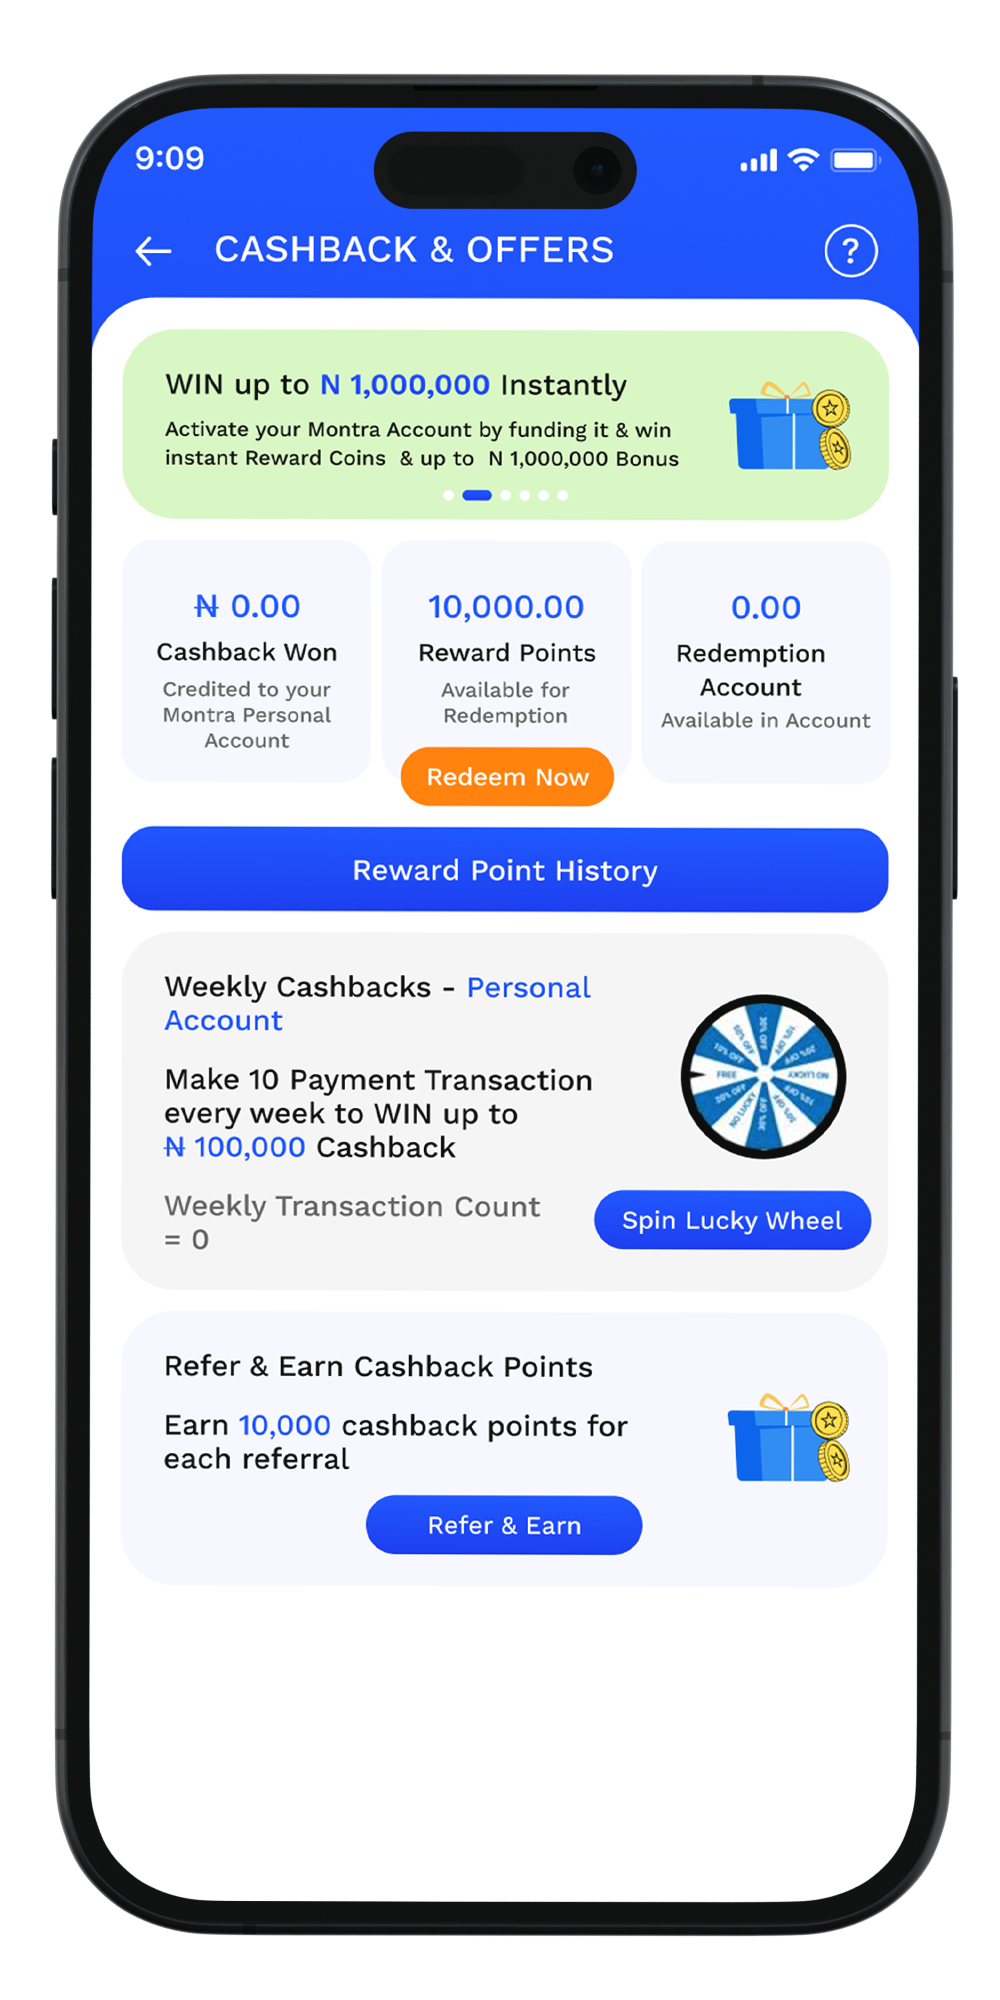 9:09
CASHBACK & OFFERS
?
WIN up to N 1,000,000 Instantly
Activate your Montra Account by funding it & win
instant Reward Coins & up to N 1,000,000 Bonus
₦ 0.00
Cashback Won
Credited to your
Montra Personal
Account
10,000.00
Reward Points
Available for
Redemption
Redeem Now
0.00
Redemption
Account
Available in Account
Reward Point History
Weekly Cashbacks - Personal
Account
Make 10 Payment Transaction
every week to WIN up to
₦ 100,000 Cashback
Weekly Transaction Count
= 0
FREE
NO LUCKY
NO LUCKY
Spin Lucky Wheel
Refer & Earn Cashback Points
Earn 10,000 cashback points for
each referral
Refer & Earn